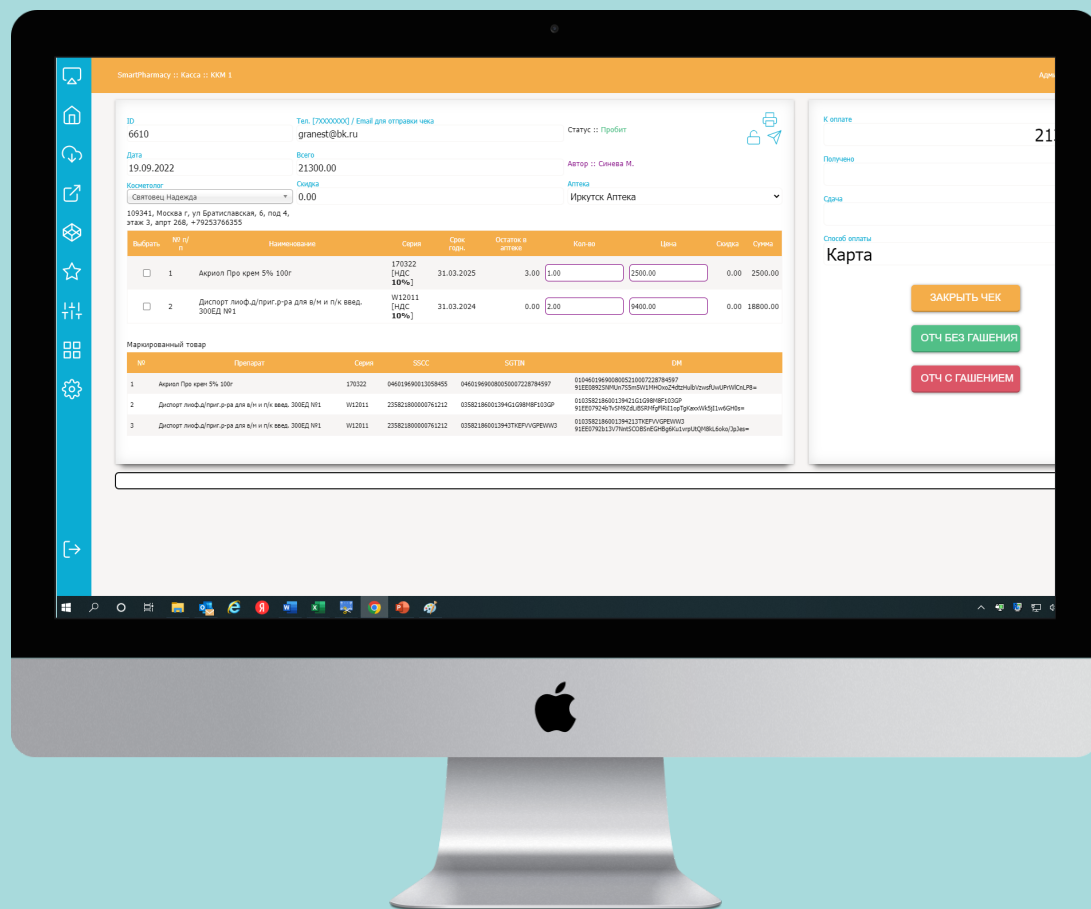 SmartPharmacy :: Касса :: ККМ 1
ID
Тел. [7XXXXXXX] / Email для отправки чека
6610
granest@bk.ru
Статус :: Пробит
Дата
Всего
19.09.2022
21300.00
Автор :: Синева М.
Косметолог
Скидка
Аптека
Святовец Надежда
0.00
Иркутск Аптека
109341, Москва г, ул Братиславская, 6, под 4,
этаж 3, апрт 268, +79253766355
Выбрать № п/п Наименование Серия Срок годн. Остаток в аптеке Кол-во Цена Скидка Сумма
1 Акриол Про крем 5% 100г 170322 [НДС 10%] 31.03.2025 3.00 1.00 2500.00 0.00 2500.00
2 Диспорт лиоф.д/приг.р-ра для в/м и п/к введ. 300ЕД №1 W12011 [НДС 10%] 31.03.2024 0.00 2.00 9400.00 0.00 18800.00
Маркированный товар
№ Препарат Серия SSCC SGTIN DM
1 Акриол Про крем 5% 100г 170322 046019690013058455 046019690080050007228784597
2 Диспорт лиоф.д/приг.р-ра для в/м и п/к введ. 300ЕД №1 W12011 235821800000761212 03582186001394G1G98M8F103GP
3 Диспорт лиоф.д/приг.р-ра для в/м и п/к введ. 300ЕД №1 W12011 235821800000761212 035821860013943TKEFVVGPEWW3
К оплате
21
Получено
Сдача
Способ оплаты
Карта
ЗАКРЫТЬ ЧЕК
ОТЧ БЕЗ ГАШЕНИЯ
ОТЧ С ГАШЕНИЕМ